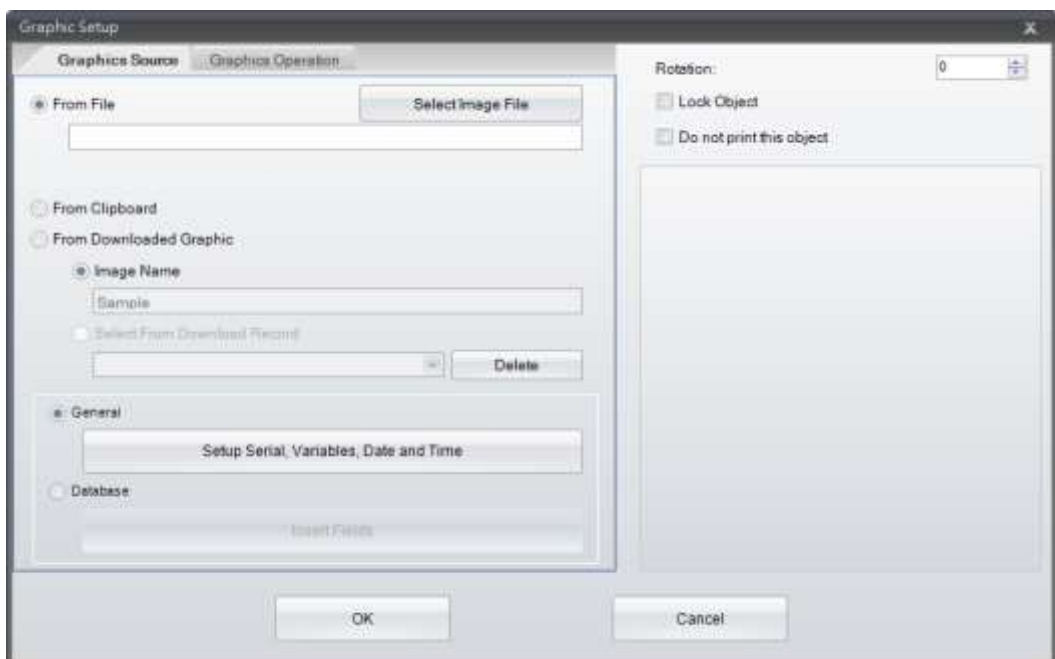 Graphic Setup
X
Graphics Source
Graphics Operation
From File
Select Image File
From Clipboard
From Downloaded Graphic
Image Name
Sample
Select From Download Record
Delete
General
Setup Serial, Variables, Date and Time
Database
Insert Fields
Rotation:
0
Lock Object
Do not print this object
OK
Cancel